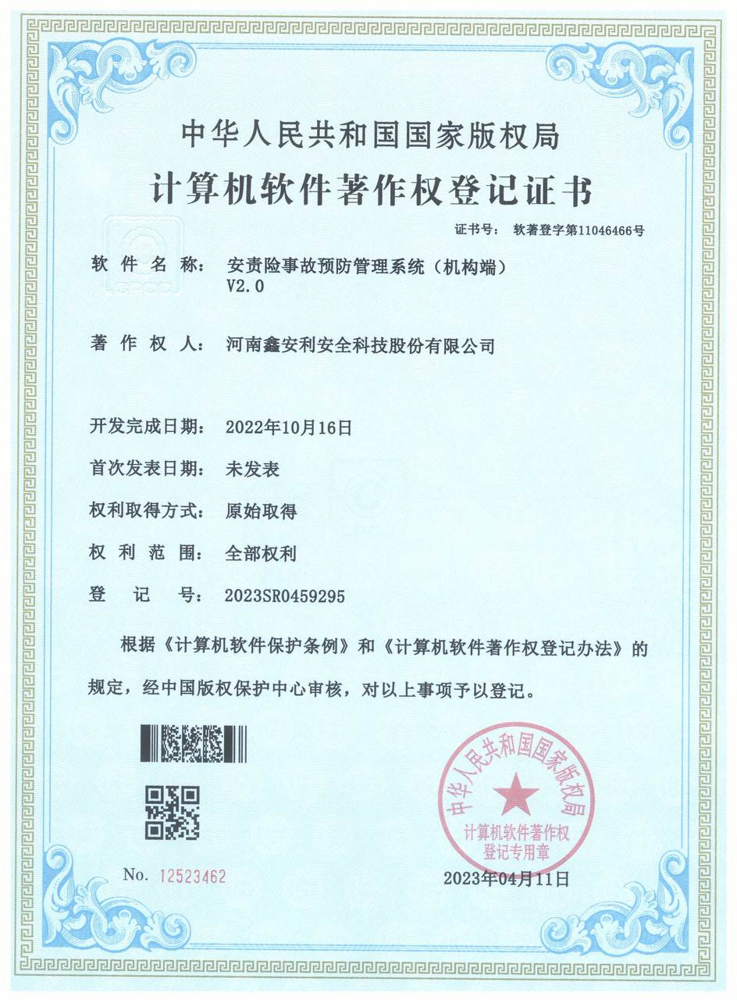 中华人民共和国国家版权局
计算机软件著作权登记证书
证书号： 软著登字第11046466号
软件名称： 安责险事故预防管理系统（机构端）
V2.0
著作权人： 河南鑫安利安全科技股份有限公司
开发完成日期： 2022年10月16日
首次发表日期： 未发表
权利取得方式： 原始取得
权利范围： 全部权利
登记号： 2023SR0459295
根据《计算机软件保护条例》和《计算机软件著作权登记办法》的
规定，经中国版权保护中心审核，对以上事项予以登记。
中华人民共和国国家版权局
计算机软件著作权
登记专用章
No. 12523462
2023年04月11日